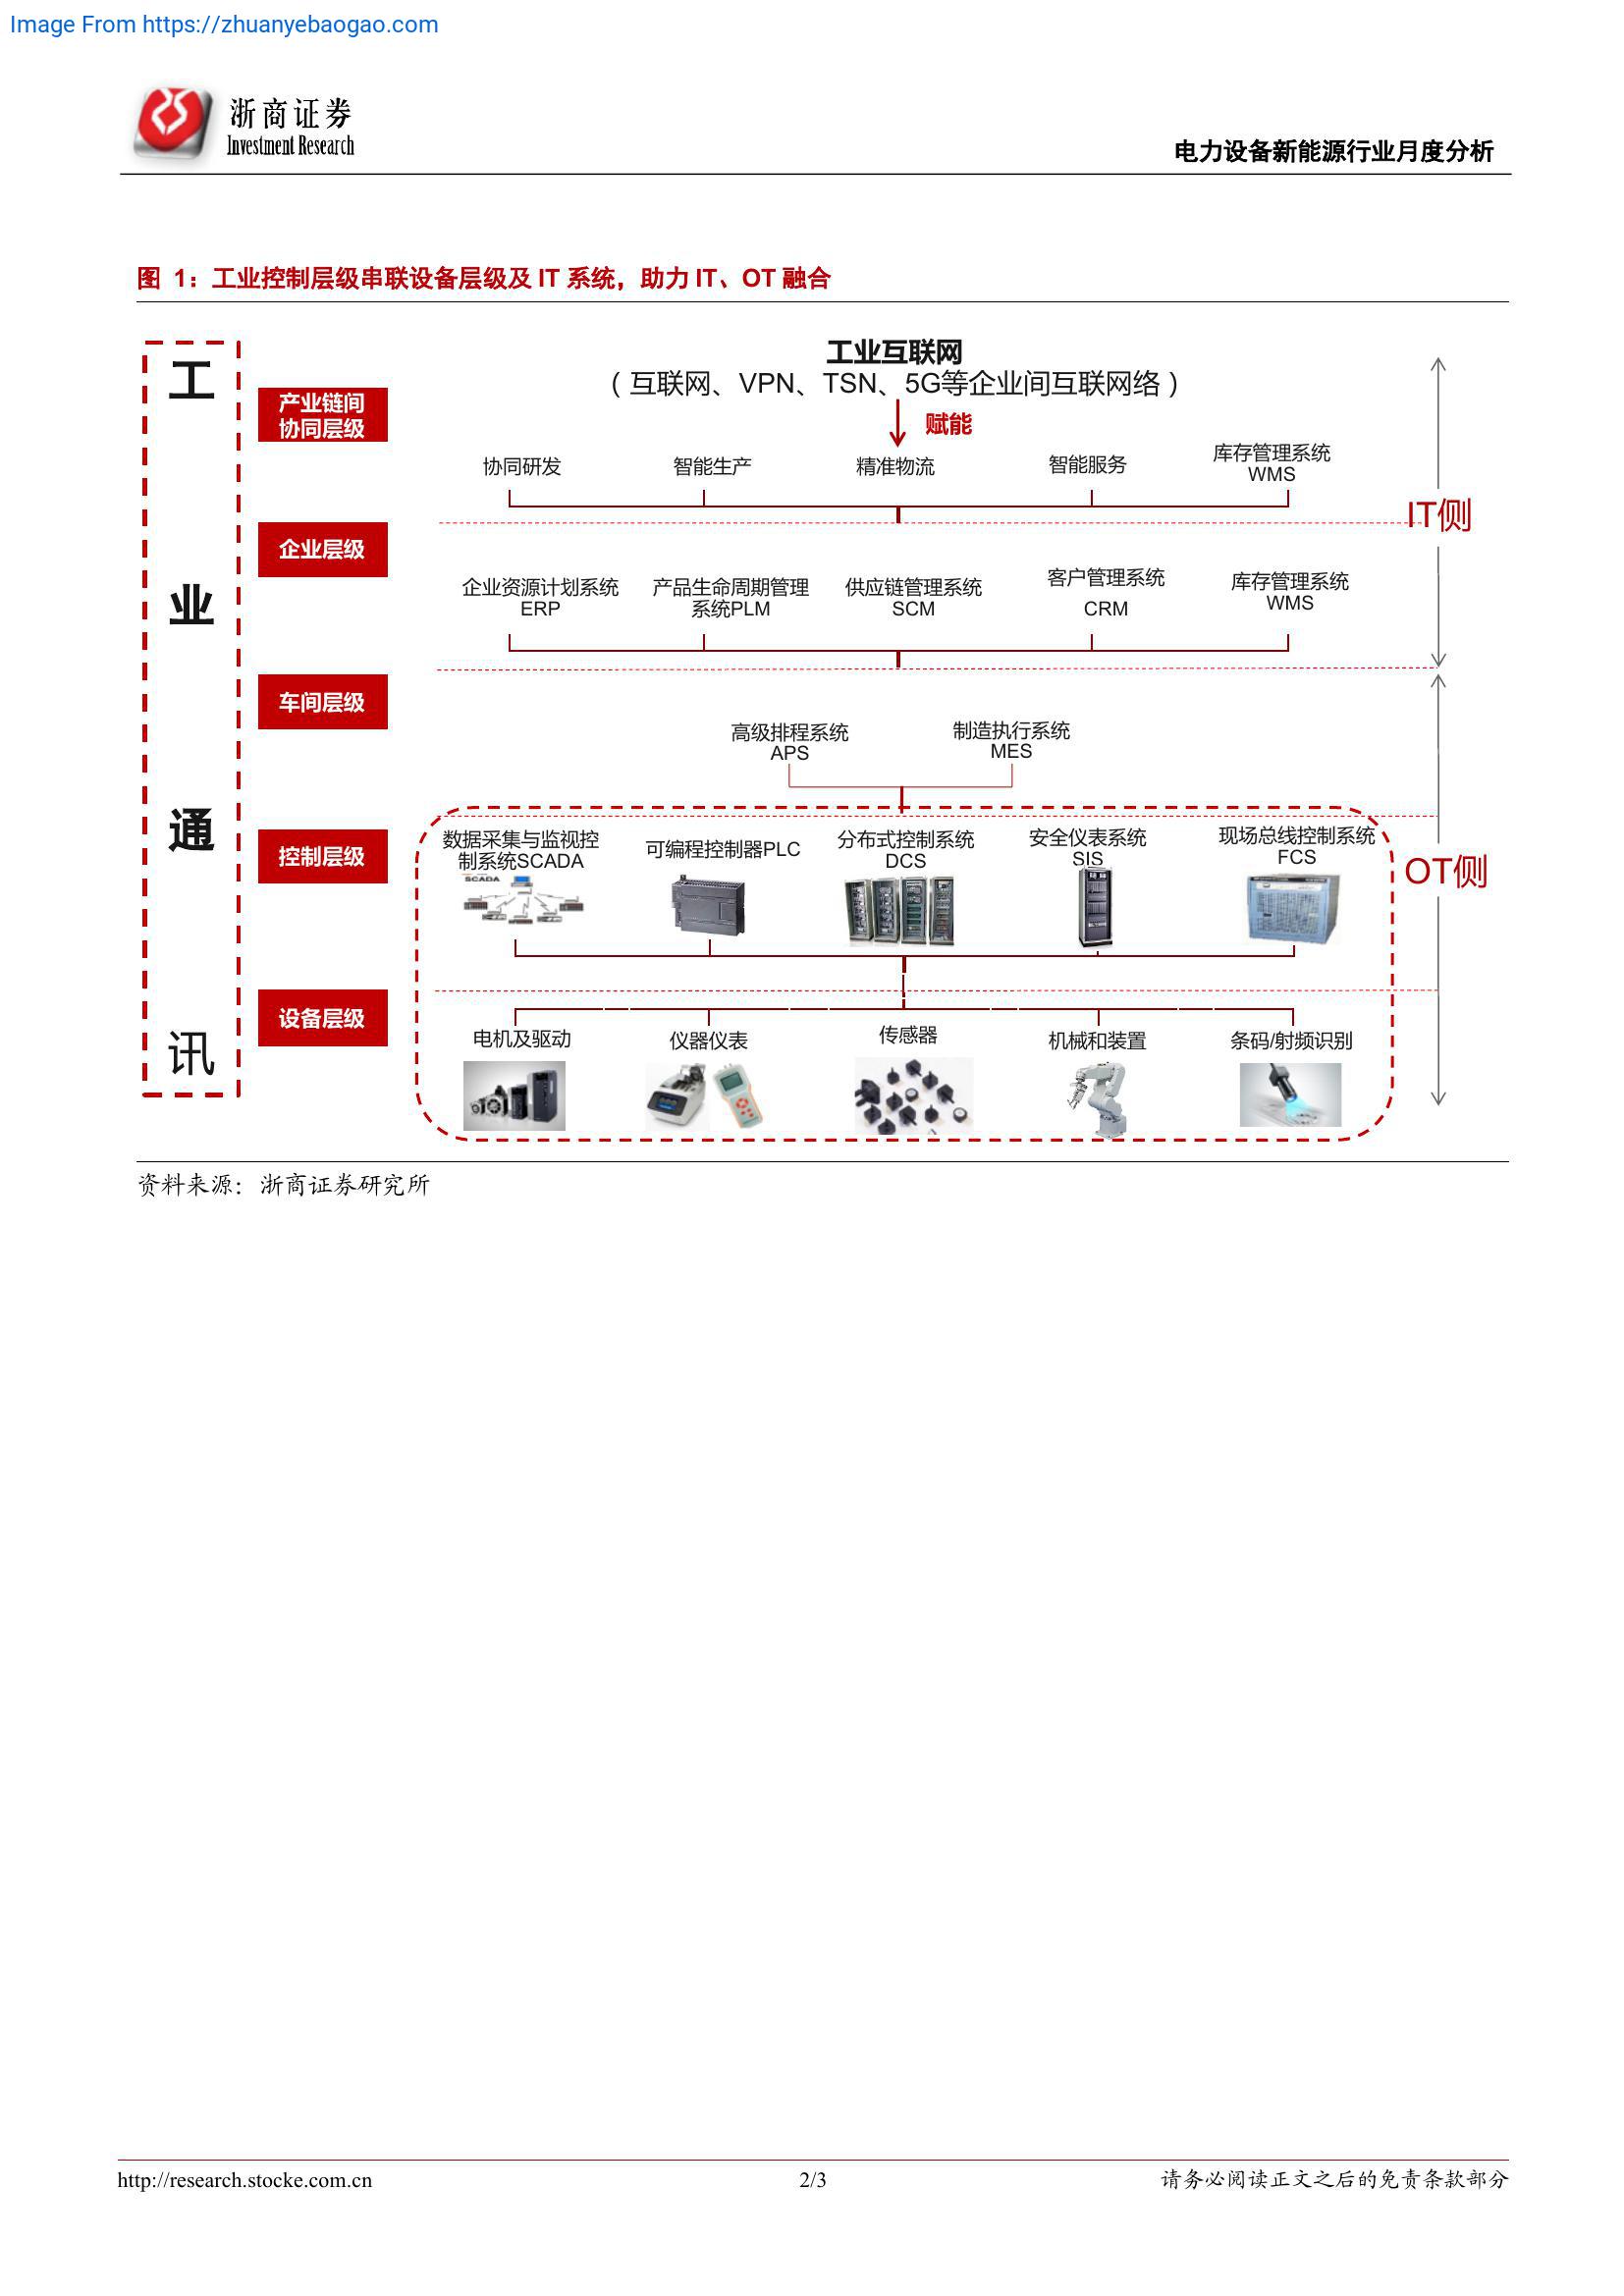 Image From https://zhuanyebaogao.com
浙商证券
Investment Research
电力设备新能源行业月度分析
图 1：工业控制层级串联设备层级及 IT 系统，助力 IT、OT 融合
工
业
通
讯
工业互联网
（互联网、VPN、TSN、5G等企业间互联网络）
赋能
产业链间
协同层级
协同研发
智能生产
精准物流
智能服务
库存管理系统
WMS
IT侧
企业层级
企业资源计划系统
ERP
产品生命周期管理
系统PLM
供应链管理系统
SCM
客户管理系统
CRM
库存管理系统
WMS
车间层级
高级排程系统
APS
制造执行系统
MES
控制层级
数据采集与监视控
制系统SCADA
SCADA
可编程控制器PLC
分布式控制系统
DCS
安全仪表系统
SIS
现场总线控制系统
FCS
OT侧
设备层级
电机及驱动
仪器仪表
传感器
机械和装置
条码/射频识别
资料来源：浙商证券研究所
http://research.stocke.com.cn
2/3
请务必阅读正文之后的免责条款部分